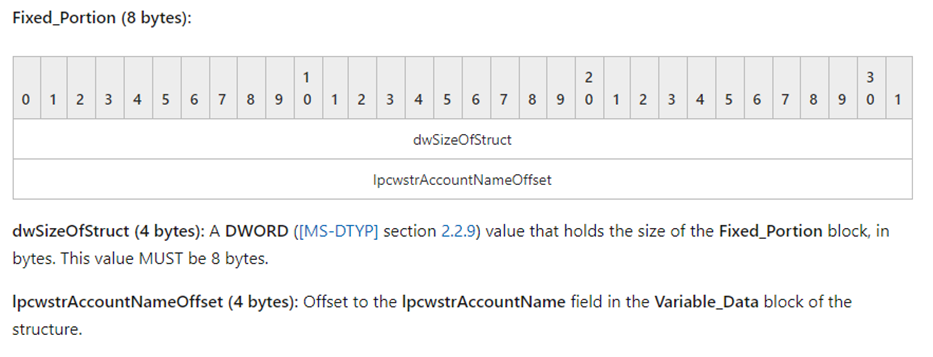 Fixed_Portion (8 bytes):
1 2 3
0 1 2 3 4 5 6 7 8 9 0 1 2 3 4 5 6 7 8 9 0 1 2 3 4 5 6 7 8 9 0 1
dwSizeOfStruct
lpcwstrAccountNameOffset
dwSizeOfStruct (4 bytes): A DWORD ([MS-DTYP] section 2.2.9) value that holds the size of the Fixed_Portion block, in
bytes. This value MUST be 8 bytes.
lpcwstrAccountNameOffset (4 bytes): Offset to the lpcwstrAccountName field in the Variable_Data block of the
structure.